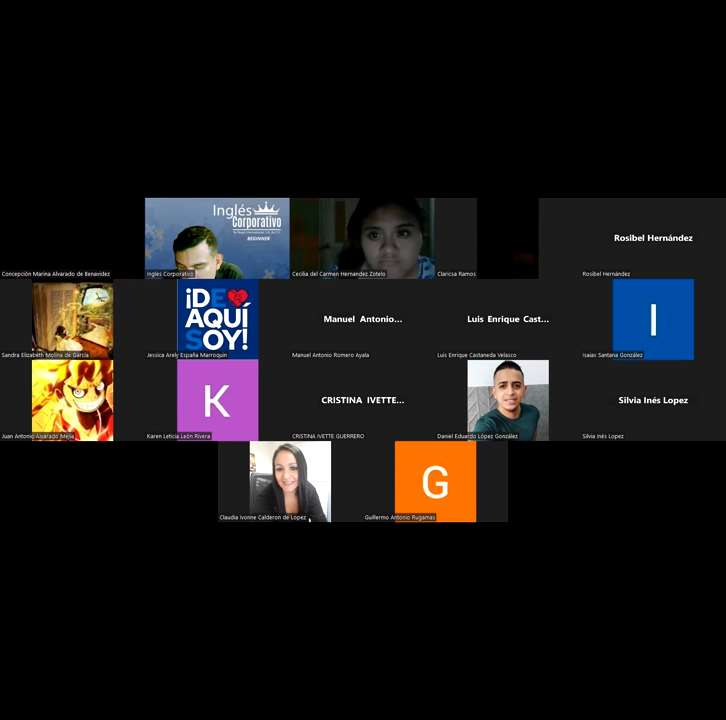 Inglés
Corporativo
BEGINNER
Concepción Marina Alvarado de Benavidez
Ingles Corporativo
Cecilia del Carmen Hernandez Zotelo
Claricsa Ramos
Rosibel Hernández
Rosibel Hernández
¡DE
AQUÍ
SOY!
Manuel Antonio...
Luis Enrique Cast...
I
Sandra Elizabeth Molina de García
Jessica Arely España Marroquin
Manuel Antonio Romero Ayala
Luis Enrique Castaneda Velasco
Isaias Santana González
K
CRISTINA IVETTE...
Silvia Inés Lopez
Juan Antonio Alvarado Mejia
Karen Leticia León Rivera
CRISTINA IVETTE GUERRERO
Daniel Eduardo López González
Silvia Inés Lopez
G
Claudia Ivonne Calderon de Lopez
Guillermo Antonio Rugamas